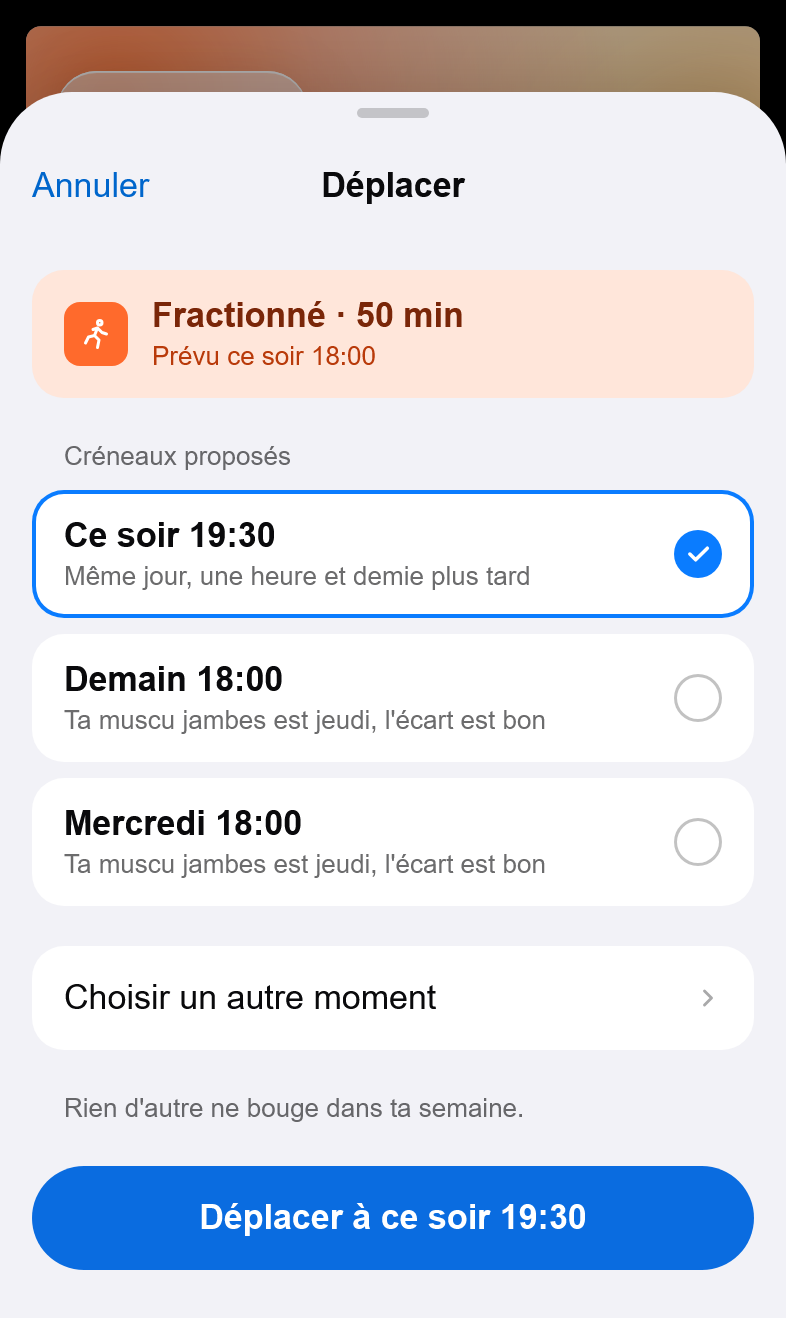 Annuler
Déplacer
Fractionné · 50 min
Prévu ce soir 18:00
Créneaux proposés
Ce soir 19:30
Même jour, une heure et demie plus tard
Demain 18:00
Ta muscu jambes est jeudi, l'écart est bon
Mercredi 18:00
Ta muscu jambes est jeudi, l'écart est bon
Choisir un autre moment
Rien d'autre ne bouge dans ta semaine.
Déplacer à ce soir 19:30